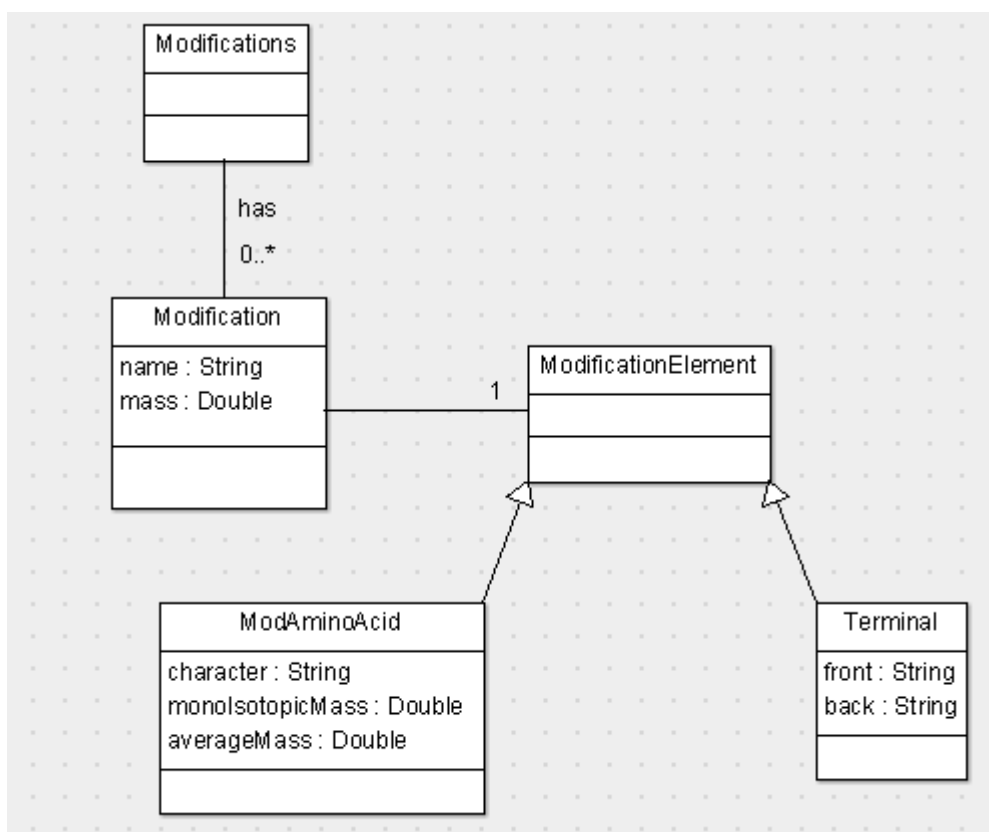 Modifications
has
0..*
Modification
name : String
mass : Double
1
ModificationElement
ModAminoAcid
character : String
monoIsotopicMass : Double
averageMass : Double
Terminal
front : String
back : String